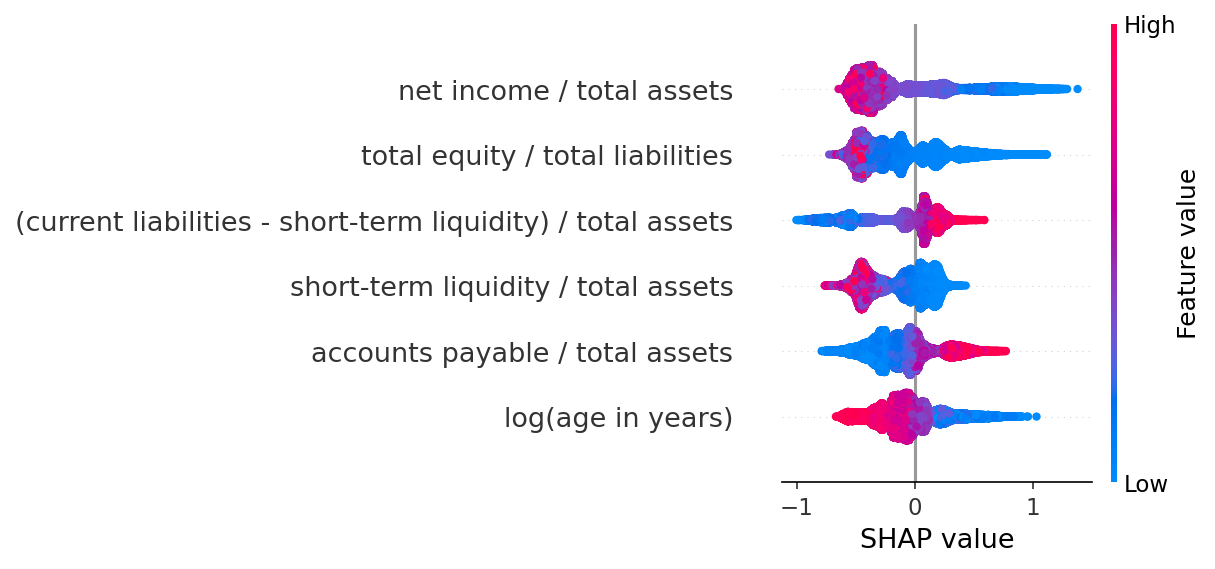 High
net income / total assets
total equity / total liabilities
(current liabilities - short-term liquidity) / total assets
short-term liquidity / total assets
accounts payable / total assets
log(age in years)
Feature value
Low
−1 0 1
SHAP value